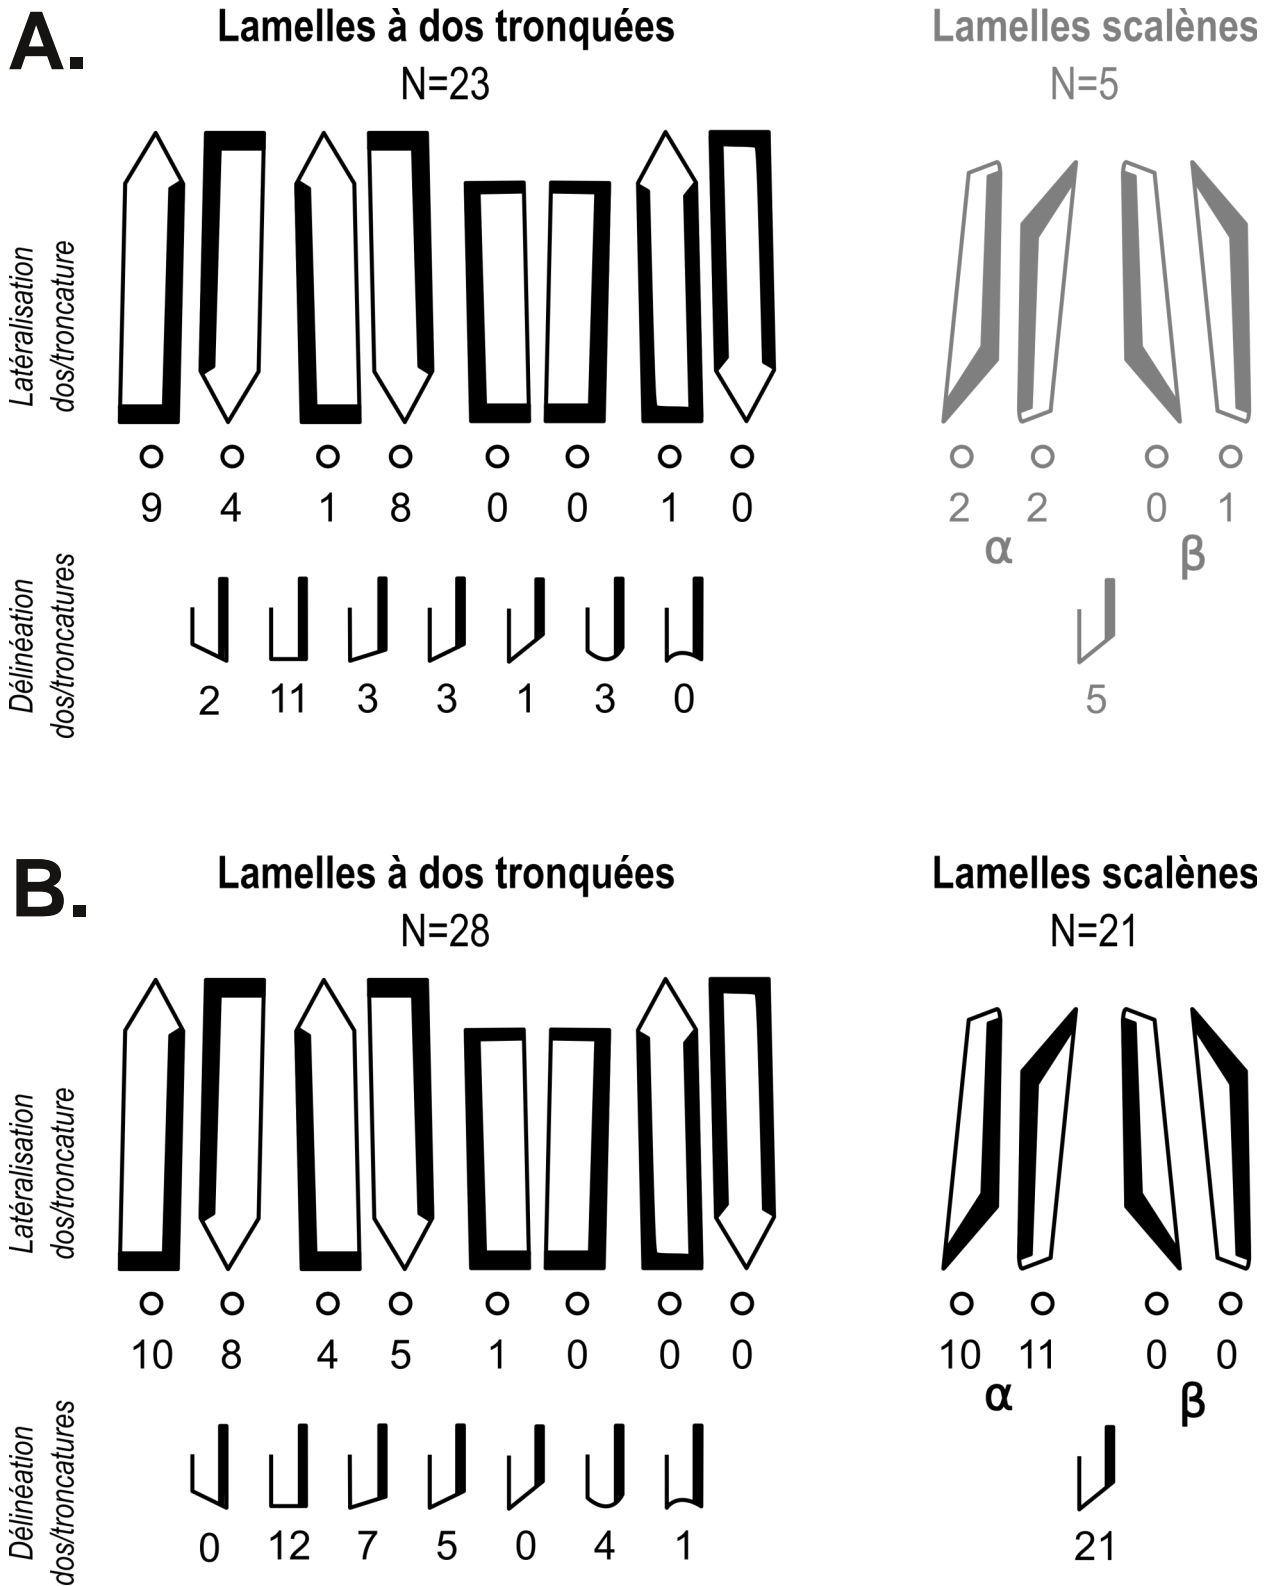 A.
Lamelles à dos tronquées
N=23
Lamelles scalènes
N=5
Latéralisation
dos/troncature
9 4 1 8 0 0 1 0
2 2 0 1
α β
Délinéation
dos/troncatures
2 11 3 3 1 3 0
5
B.
Lamelles à dos tronquées
N=28
Lamelles scalènes
N=21
Latéralisation
dos/troncature
10 8 4 5 1 0 0 0
10 11 0 0
α β
Délinéation
dos/troncatures
0 12 7 5 0 4 1
21